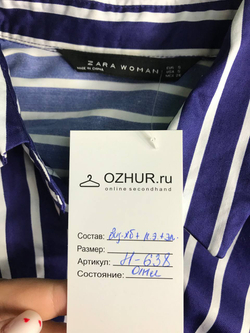 ZARA WOMAN
MADE IN CHINA
OZHUR.ru
online secondhand
Состав:
Размер:
Артикул: Н-638
Состояние: Отл